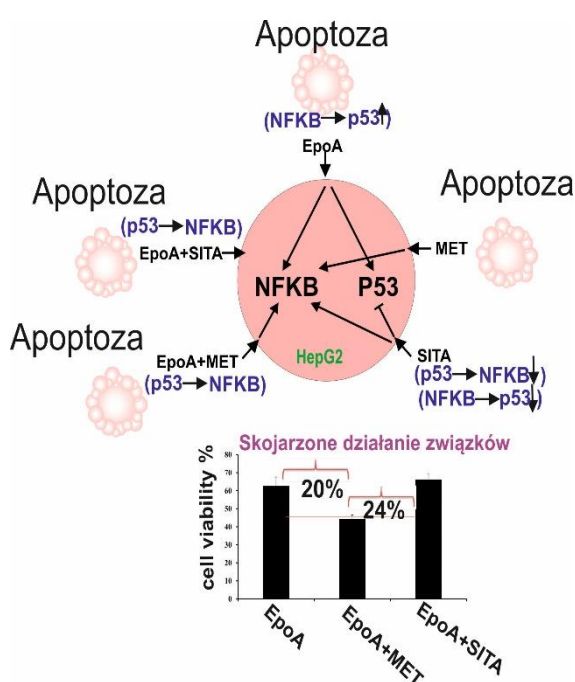 Apoptoza
(NFKB→p53↑)
EpoA
Apoptoza
(p53→NFKB)
EpoA+SITA
Apoptoza
MET
NFKB P53
HepG2
Apoptoza
EpoA+MET
(p53→NFKB)
SITA
(p53→NFKB↓)
(NFKB→p53↓)
Skojarzone działanie związków
cell viability %
80
70
60
50
40
30
20
10
0
20%
24%
EpoA
EpoA+MET
EpoA+SITA